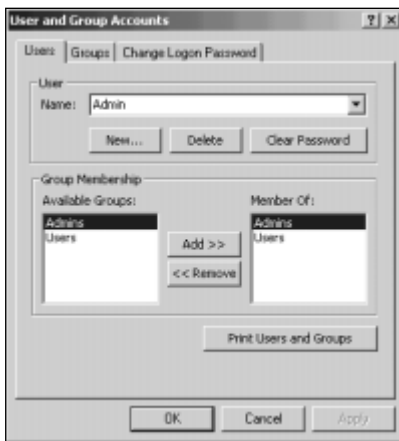 User and Group Accounts ? X
Users Groups Change Logon Password
User
Name: Admin
New... Delete Clear Password
Group Membership
Available Groups: Member Of:
Admins Admins
Users Users
Add >>
<< Remove
Print Users and Groups
OK Cancel Apply